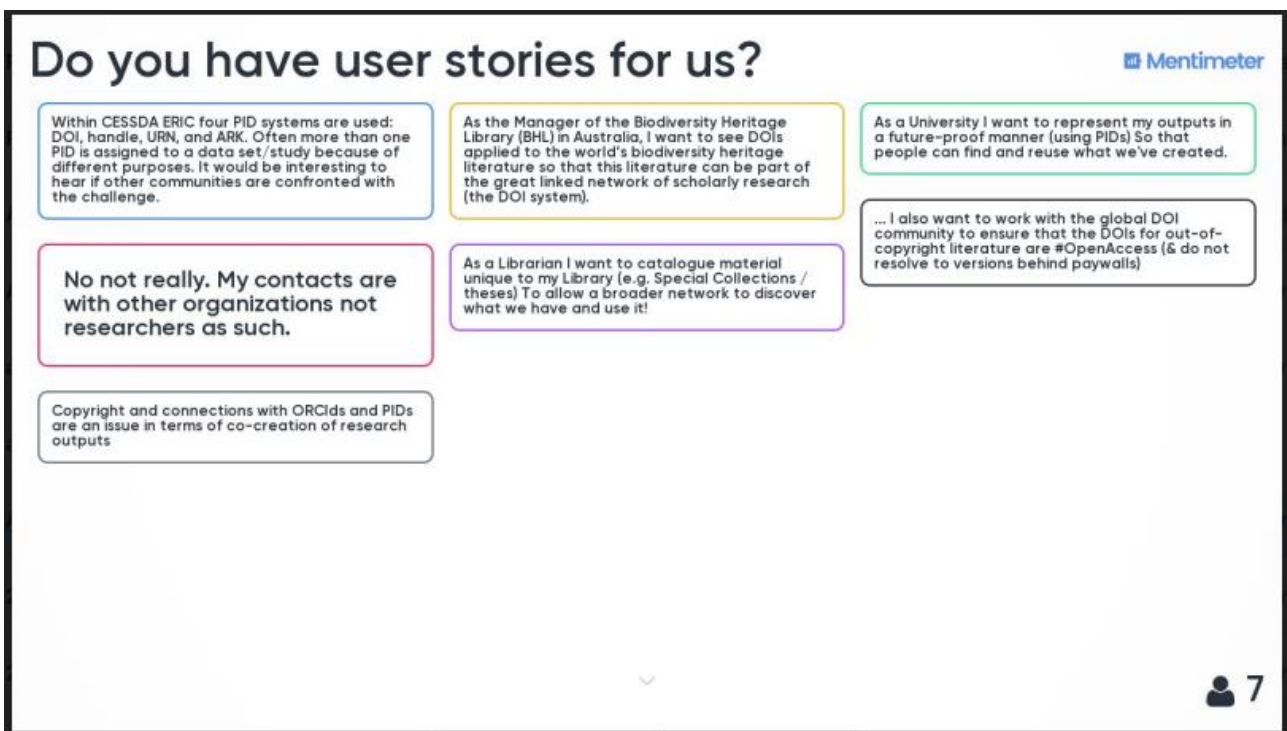 Do you have user stories for us?
Mentimeter
Within CESSDA ERIC four PID systems are used:
DOI, handle, URN, and ARK. Often more than one
PID is assigned to a data set/study because of
different purposes. It would be interesting to
hear if other communities are confronted with
the challenge.
No not really. My contacts are
with other organizations not
researchers as such.
Copyright and connections with ORCIds and PIDs
are an issue in terms of co-creation of research
outputs
As the Manager of the Biodiversity Heritage
Library (BHL) in Australia, I want to see DOIs
applied to the world's biodiversity heritage
literature so that this literature can be part of
the great linked network of scholarly research
(the DOI system).
As a Librarian I want to catalogue material
unique to my Library (e.g. Special Collections /
theses) To allow a broader network to discover
what we have and use it!
As a University I want to represent my outputs in
a future-proof manner (using PIDs) So that
people can find and reuse what we've created.
... I also want to work with the global DOI
community to ensure that the DOIs for out-of-
copyright literature are #OpenAccess (& do not
resolve to versions behind paywalls)
7